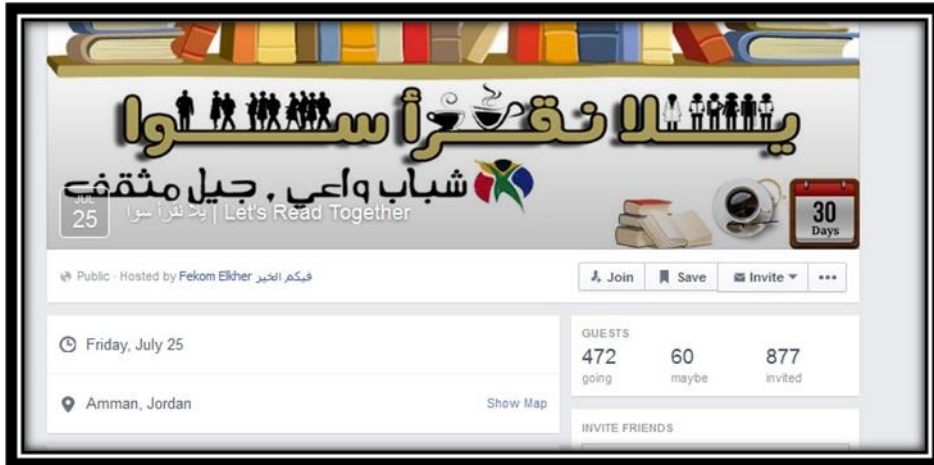 يلا نقرأ سوا
شباب واعي , جيل مثقف
JUL
25
يلا نقرأ سوا | Let's Read Together
30
Days
Public · Hosted by Fekom Elkher فيكم الخير
Join
Save
Invite
Friday, July 25
Amman, Jordan
Show Map
GUESTS
472 60 877
going maybe invited
INVITE FRIENDS